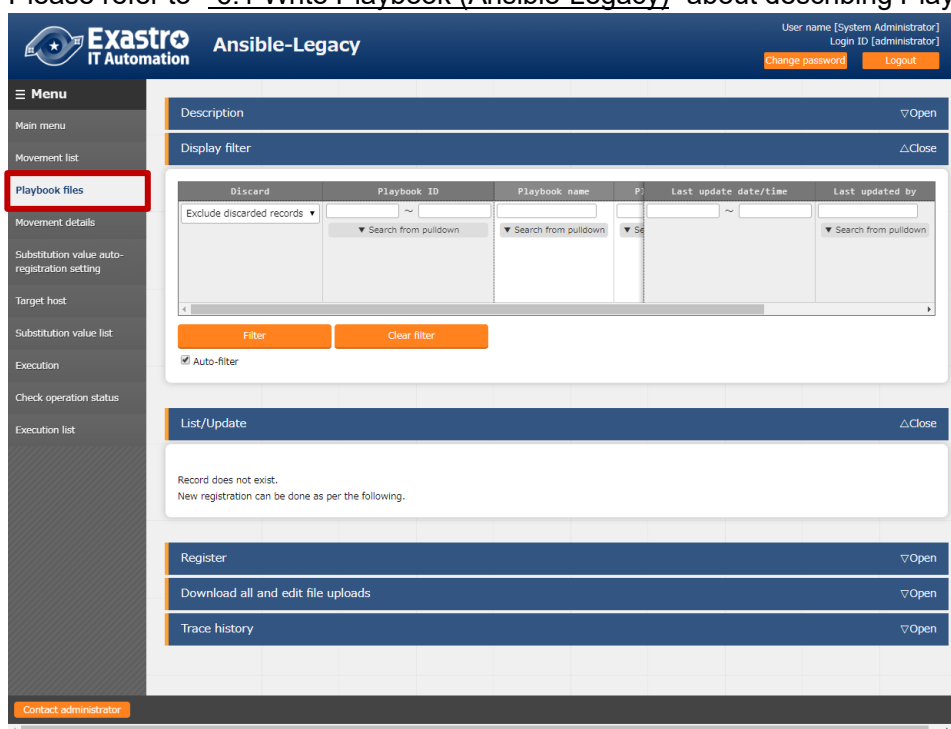 Please refer to "6.1 Write Playbook (Ansible-Legacy)" about describing Play
User name [System Administrator]
Login ID [administrator]
Exastro
IT Automation
Ansible-Legacy
Change password
Logout
☰ Menu
Main menu
Movement list
Playbook files
Movement details
Substitution value auto-
registration setting
Target host
Substitution value list
Execution
Check operation status
Execution list
Description ▽Open
Display filter △Close
Discard Playbook ID Playbook name Last update date/time Last updated by
Exclude discarded records ▼ ~ ~
▼ Search from pulldown ▼ Search from pulldown ▼ Se ▼ Search from pulldown
Filter Clear filter
Auto-filter
List/Update △Close
Record does not exist.
New registration can be done as per the following.
Register ▽Open
Download all and edit file uploads ▽Open
Trace history ▽Open
Contact administrator